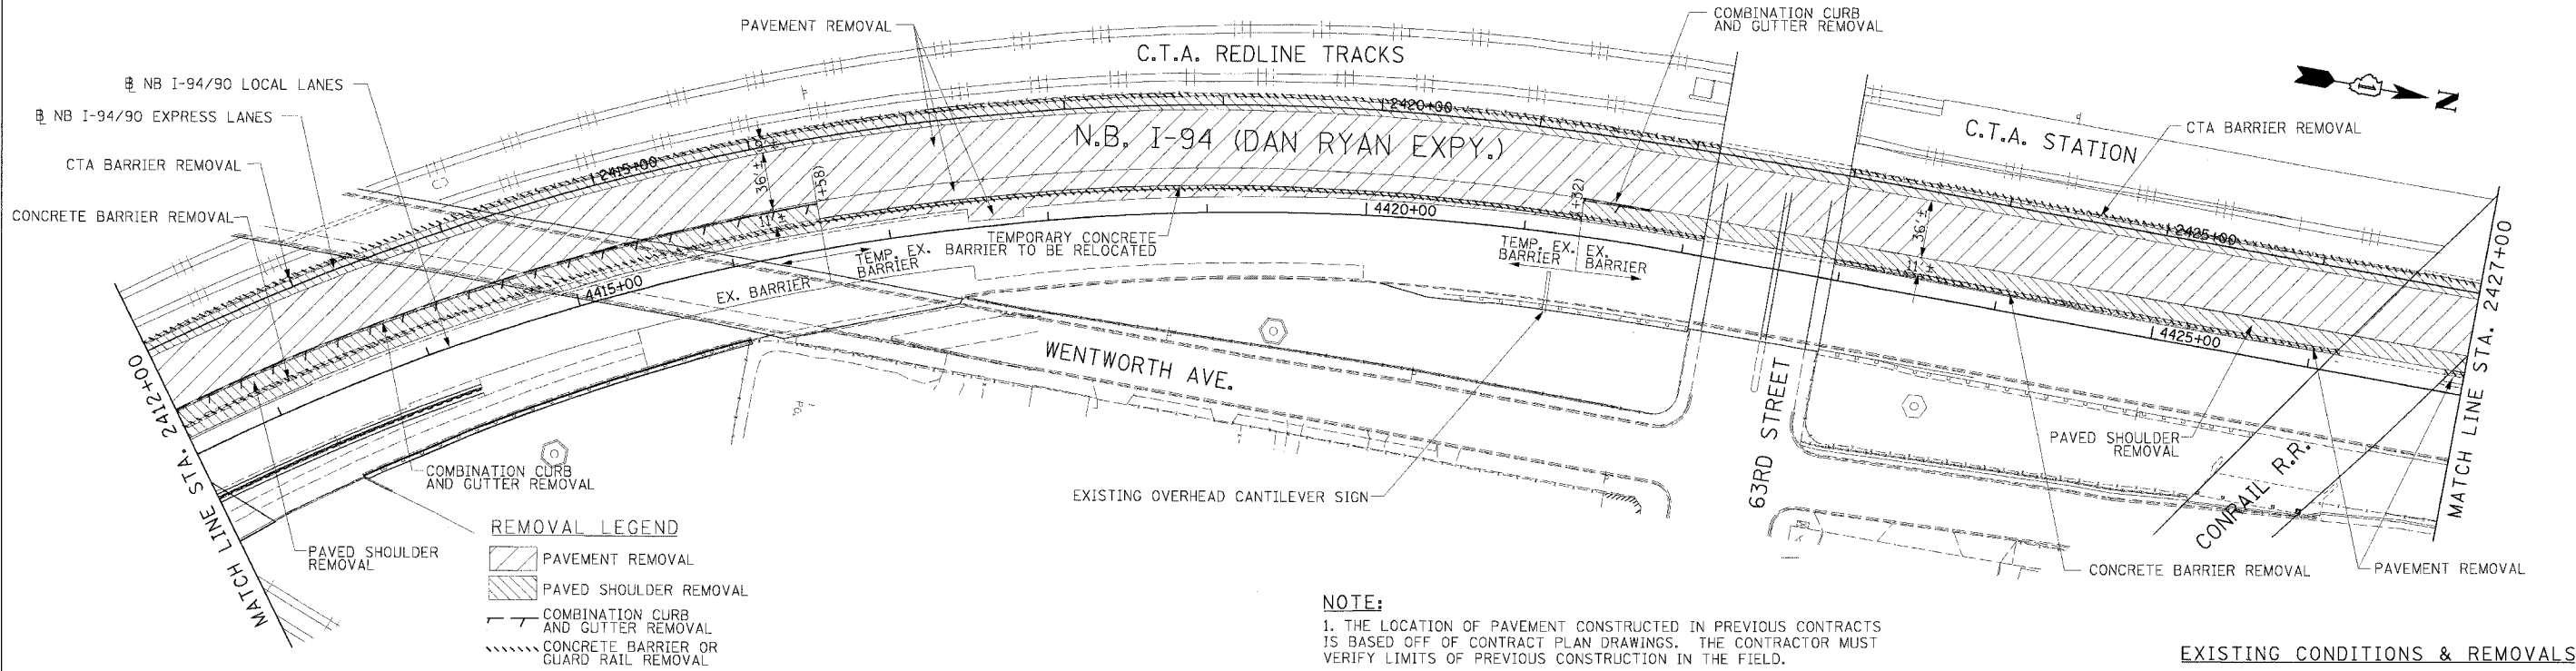 PAVEMENT REMOVAL
COMBINATION CURB
AND GUTTER REMOVAL
C.T.A. REDLINE TRACKS
℄ NB I-94/90 LOCAL LANES
℄ NB I-94/90 EXPRESS LANES
CTA BARRIER REMOVAL
CONCRETE BARRIER REMOVAL
2415+00
2420+00
N.B. I-94 (DAN RYAN EXPY.)
N
C.T.A. STATION
CTA BARRIER REMOVAL
9'±
36'±
(+58)
11'±
(+32)
4420+00
TEMPORARY CONCRETE
BARRIER TO BE RELOCATED
TEMP. EX.
BARRIER
EX. BARRIER
4415+00
TEMP. EX.
BARRIER
EX.
BARRIER
36'±
11'±
2425+00
4425+00
WENTWORTH AVE.
63RD STREET
MATCH LINE STA. 2412+00
MATCH LINE STA. 2427+00
COMBINATION CURB
AND GUTTER REMOVAL
PAVED SHOULDER
REMOVAL
EXISTING OVERHEAD CANTILEVER SIGN
PAVED SHOULDER
REMOVAL
CONRAIL R.R.
CONCRETE BARRIER REMOVAL
PAVEMENT REMOVAL
REMOVAL LEGEND
PAVEMENT REMOVAL
PAVED SHOULDER REMOVAL
COMBINATION CURB
AND GUTTER REMOVAL
CONCRETE BARRIER OR
GUARD RAIL REMOVAL
NOTE:
1. THE LOCATION OF PAVEMENT CONSTRUCTED IN PREVIOUS CONTRACTS
IS BASED OFF OF CONTRACT PLAN DRAWINGS. THE CONTRACTOR MUST
VERIFY LIMITS OF PREVIOUS CONSTRUCTION IN THE FIELD.
EXISTING CONDITIONS & REMOVALS